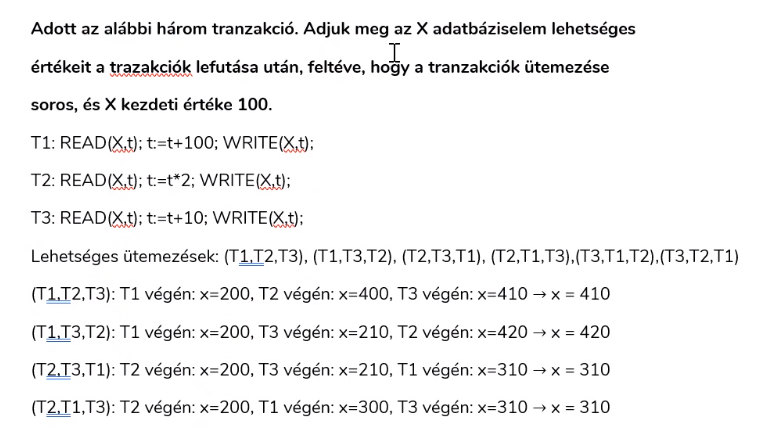 Adott az alábbi három tranzakció. Adjuk meg az X adatbáziselem lehetséges
értékeit a trazakciók lefutása után, feltéve, hogy a tranzakciók ütemezése
soros, és X kezdeti értéke 100.
T1: READ(X,t); t:=t+100; WRITE(X,t);
T2: READ(X,t); t:=t*2; WRITE(X,t);
T3: READ(X,t); t:=t+10; WRITE(X,t);
Lehetséges ütemezések: (T1,T2,T3), (T1,T3,T2), (T2,T3,T1), (T2,T1,T3),(T3,T1,T2),(T3,T2,T1)
(T1,T2,T3): T1 végén: x=200, T2 végén: x=400, T3 végén: x=410 → x = 410
(T1,T3,T2): T1 végén: x=200, T3 végén: x=210, T2 végén: x=420 → x = 420
(T2,T3,T1): T2 végén: x=200, T3 végén: x=210, T1 végén: x=310 → x = 310
(T2,T1,T3): T2 végén: x=200, T1 végén: x=300, T3 végén: x=310 → x = 310